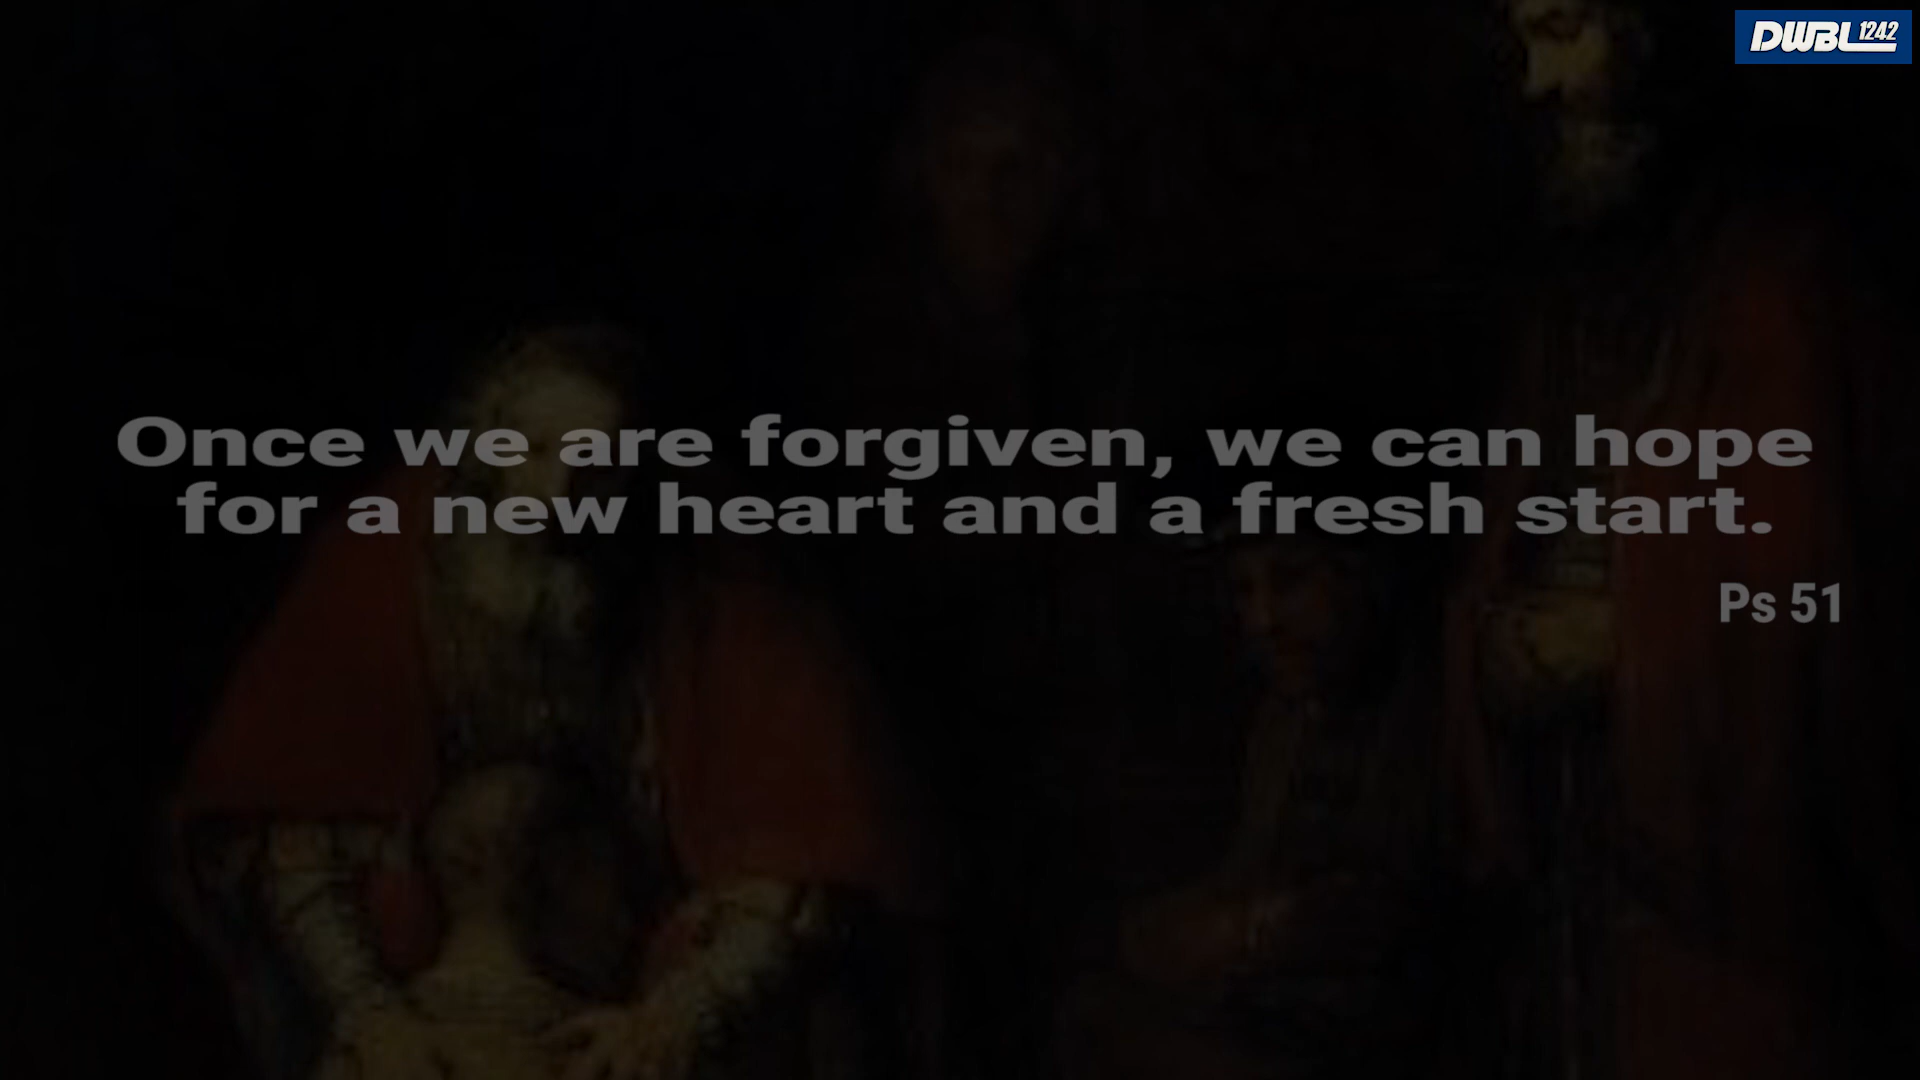 DWBL 1242
Once we are forgiven, we can hope
for a new heart and a fresh start.
Ps 51